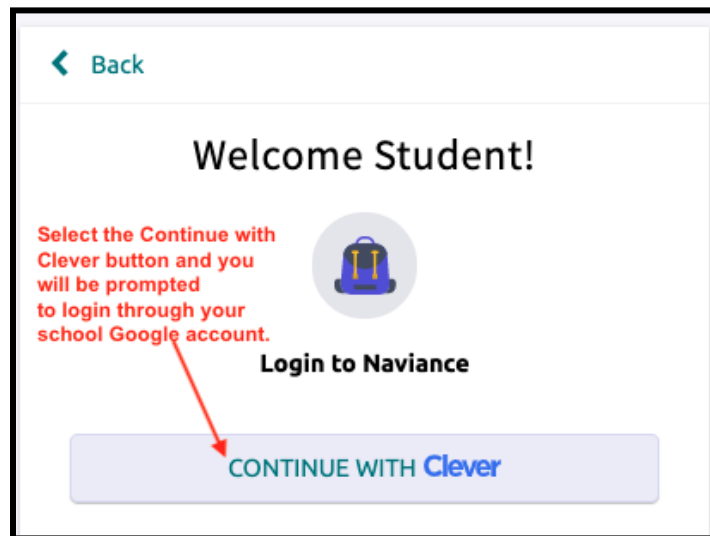 Back
Welcome Student!
Select the Continue with
Clever button and you
will be prompted
to login through your
school Google account.
Login to Naviance
CONTINUE WITH Clever